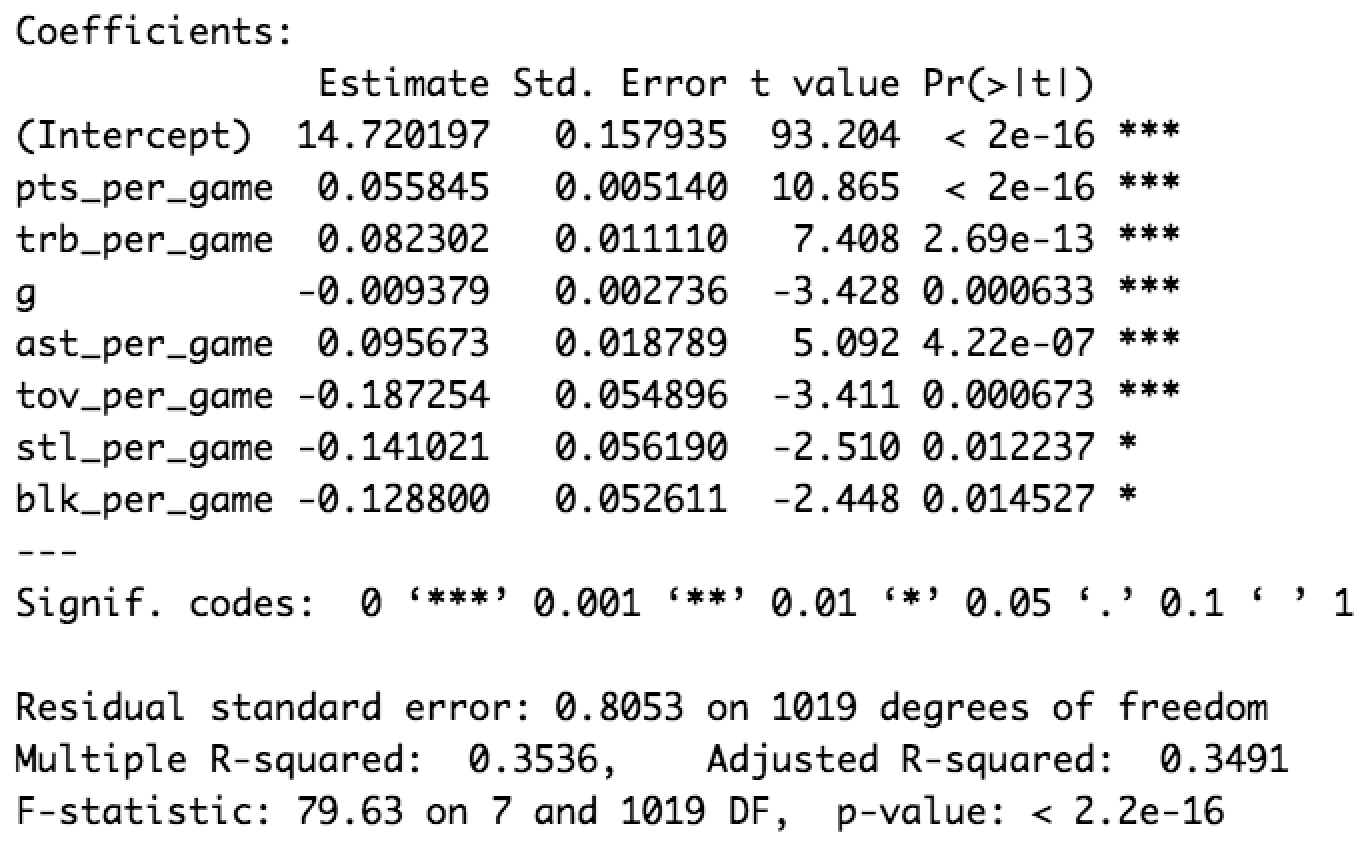 Coefficients:
Estimate Std. Error t value Pr(>|t|)
(Intercept) 14.720197 0.157935 93.204 < 2e-16 ***
pts_per_game 0.055845 0.005140 10.865 < 2e-16 ***
trb_per_game 0.082302 0.011110 7.408 2.69e-13 ***
g -0.009379 0.002736 -3.428 0.000633 ***
ast_per_game 0.095673 0.018789 5.092 4.22e-07 ***
tov_per_game -0.187254 0.054896 -3.411 0.000673 ***
stl_per_game -0.141021 0.056190 -2.510 0.012237 *
blk_per_game -0.128800 0.052611 -2.448 0.014527 *
---
Signif. codes: 0 ‘***’ 0.001 ‘**’ 0.01 ‘*’ 0.05 ‘.’ 0.1 ‘ ’ 1
Residual standard error: 0.8053 on 1019 degrees of freedom
Multiple R-squared: 0.3536, Adjusted R-squared: 0.3491
F-statistic: 79.63 on 7 and 1019 DF, p-value: < 2.2e-16